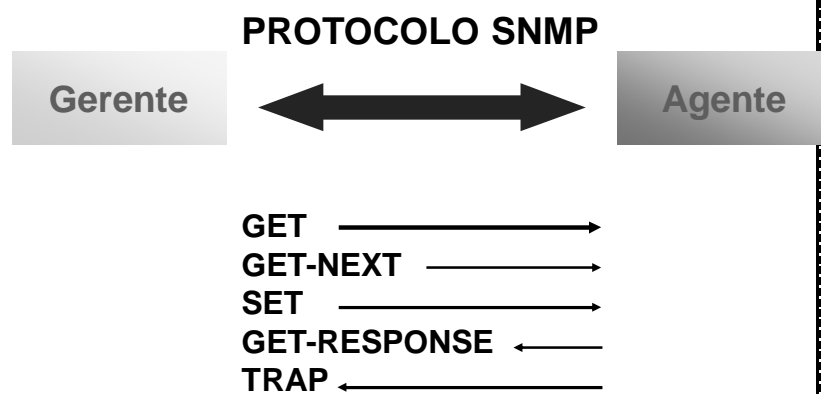 PROTOCOLO SNMP
Gerente
Agente
GET
GET-NEXT
SET
GET-RESPONSE
TRAP